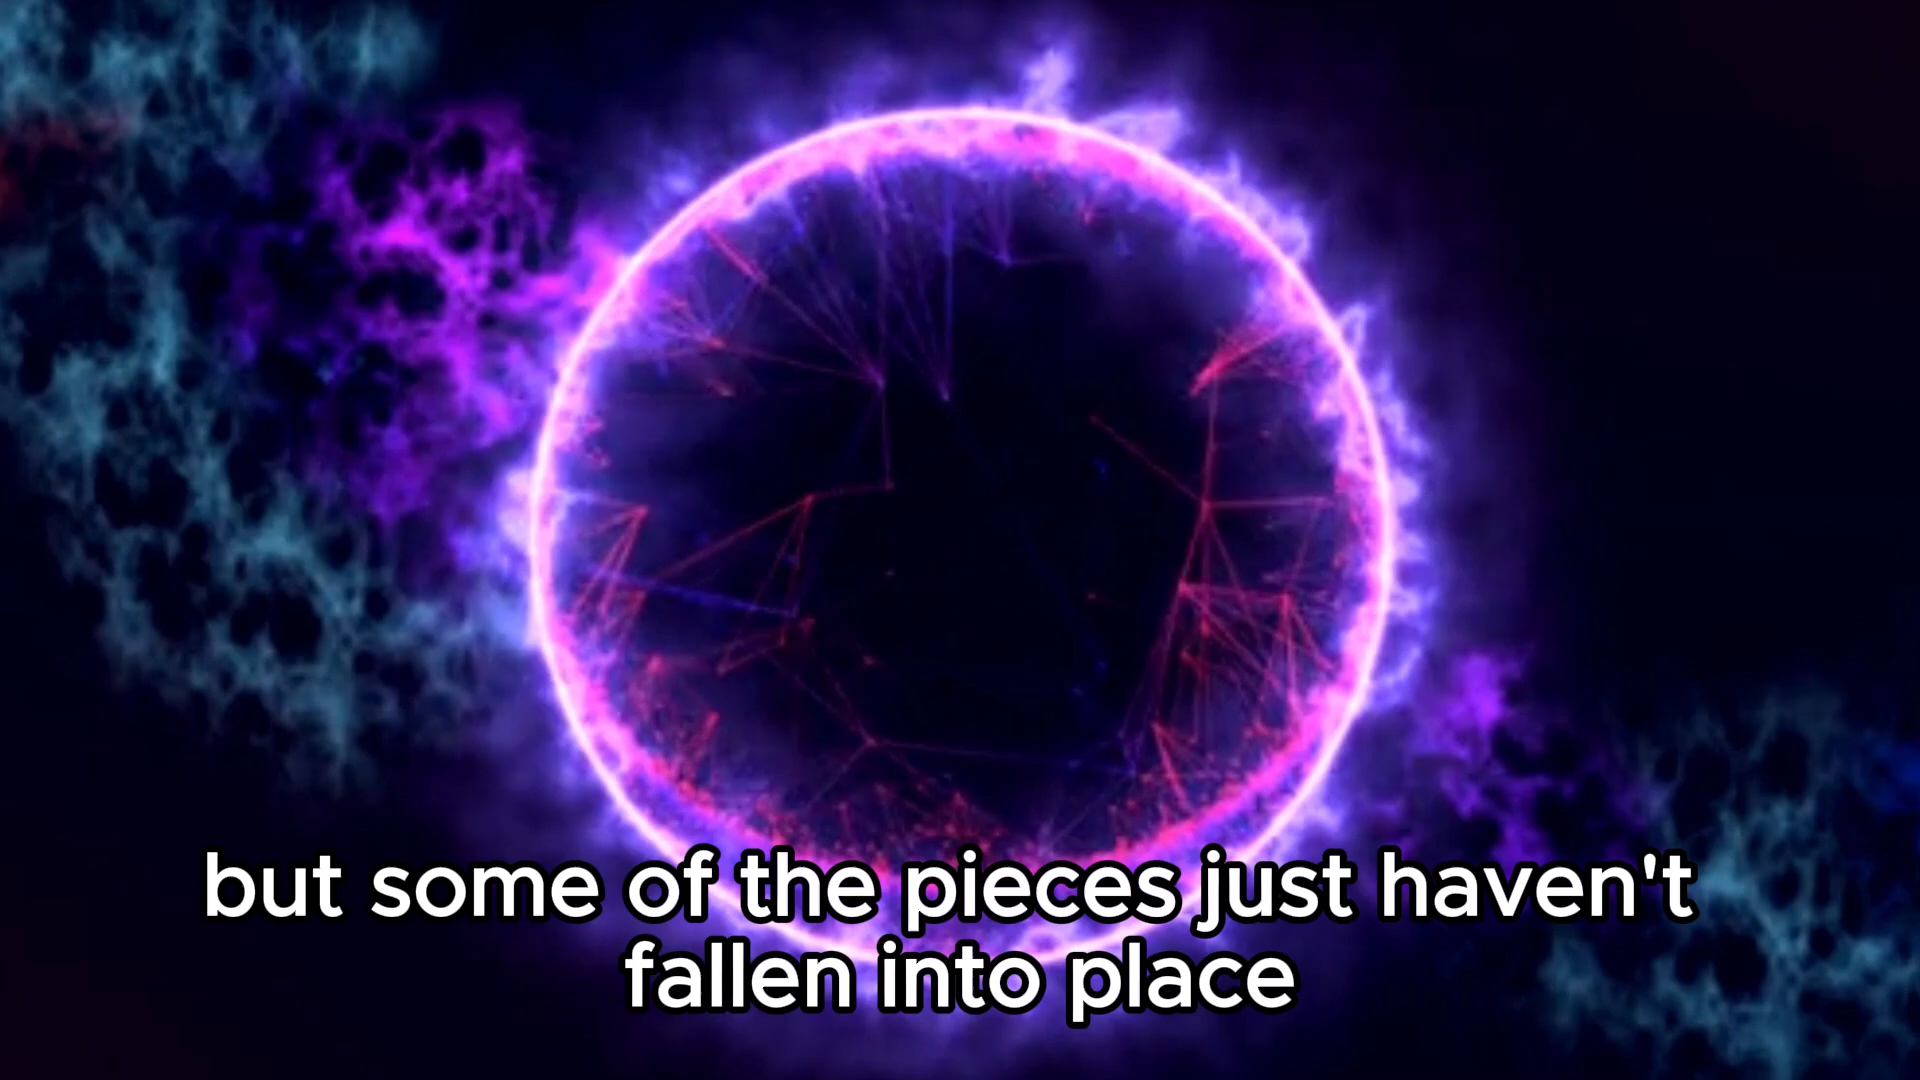 but some of the pieces just haven't
fallen into place